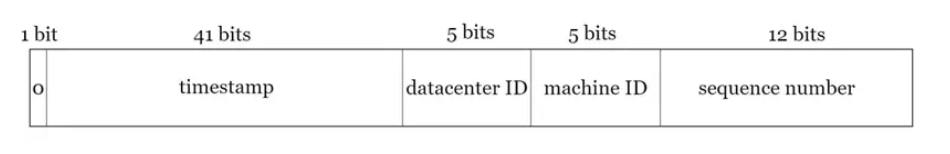 1 bit 41 bits 5 bits 5 bits 12 bits
0 timestamp datacenter ID machine ID sequence number